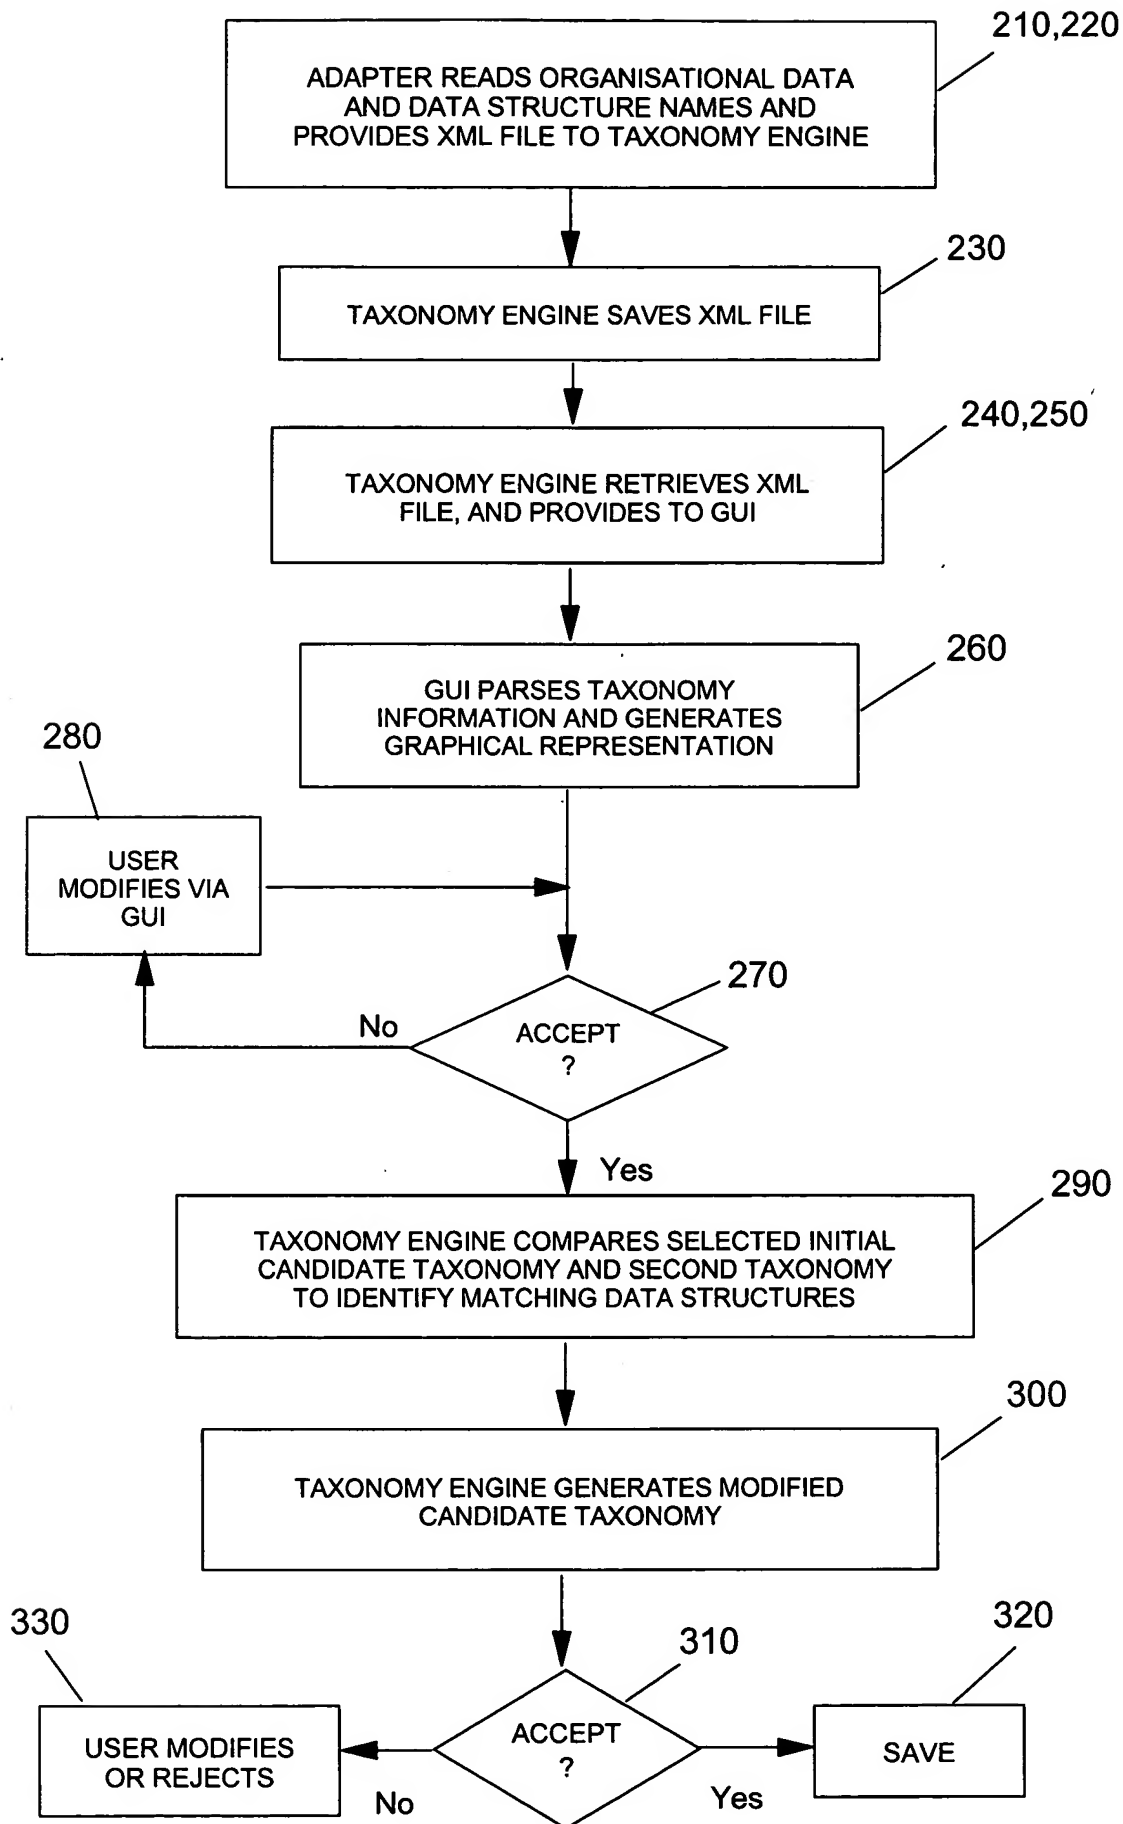 210,220
ADAPTER READS ORGANISATIONAL DATA
AND DATA STRUCTURE NAMES AND
PROVIDES XML FILE TO TAXONOMY ENGINE
230
TAXONOMY ENGINE SAVES XML FILE
240,250
TAXONOMY ENGINE RETRIEVES XML
FILE, AND PROVIDES TO GUI
260
GUI PARSES TAXONOMY
INFORMATION AND GENERATES
GRAPHICAL REPRESENTATION
280
USER
MODIFIES VIA
GUI
270
No
ACCEPT
?
Yes
290
TAXONOMY ENGINE COMPARES SELECTED INITIAL
CANDIDATE TAXONOMY AND SECOND TAXONOMY
TO IDENTIFY MATCHING DATA STRUCTURES
300
TAXONOMY ENGINE GENERATES MODIFIED
CANDIDATE TAXONOMY
330
310
320
USER MODIFIES
OR REJECTS
No
ACCEPT
?
Yes
SAVE